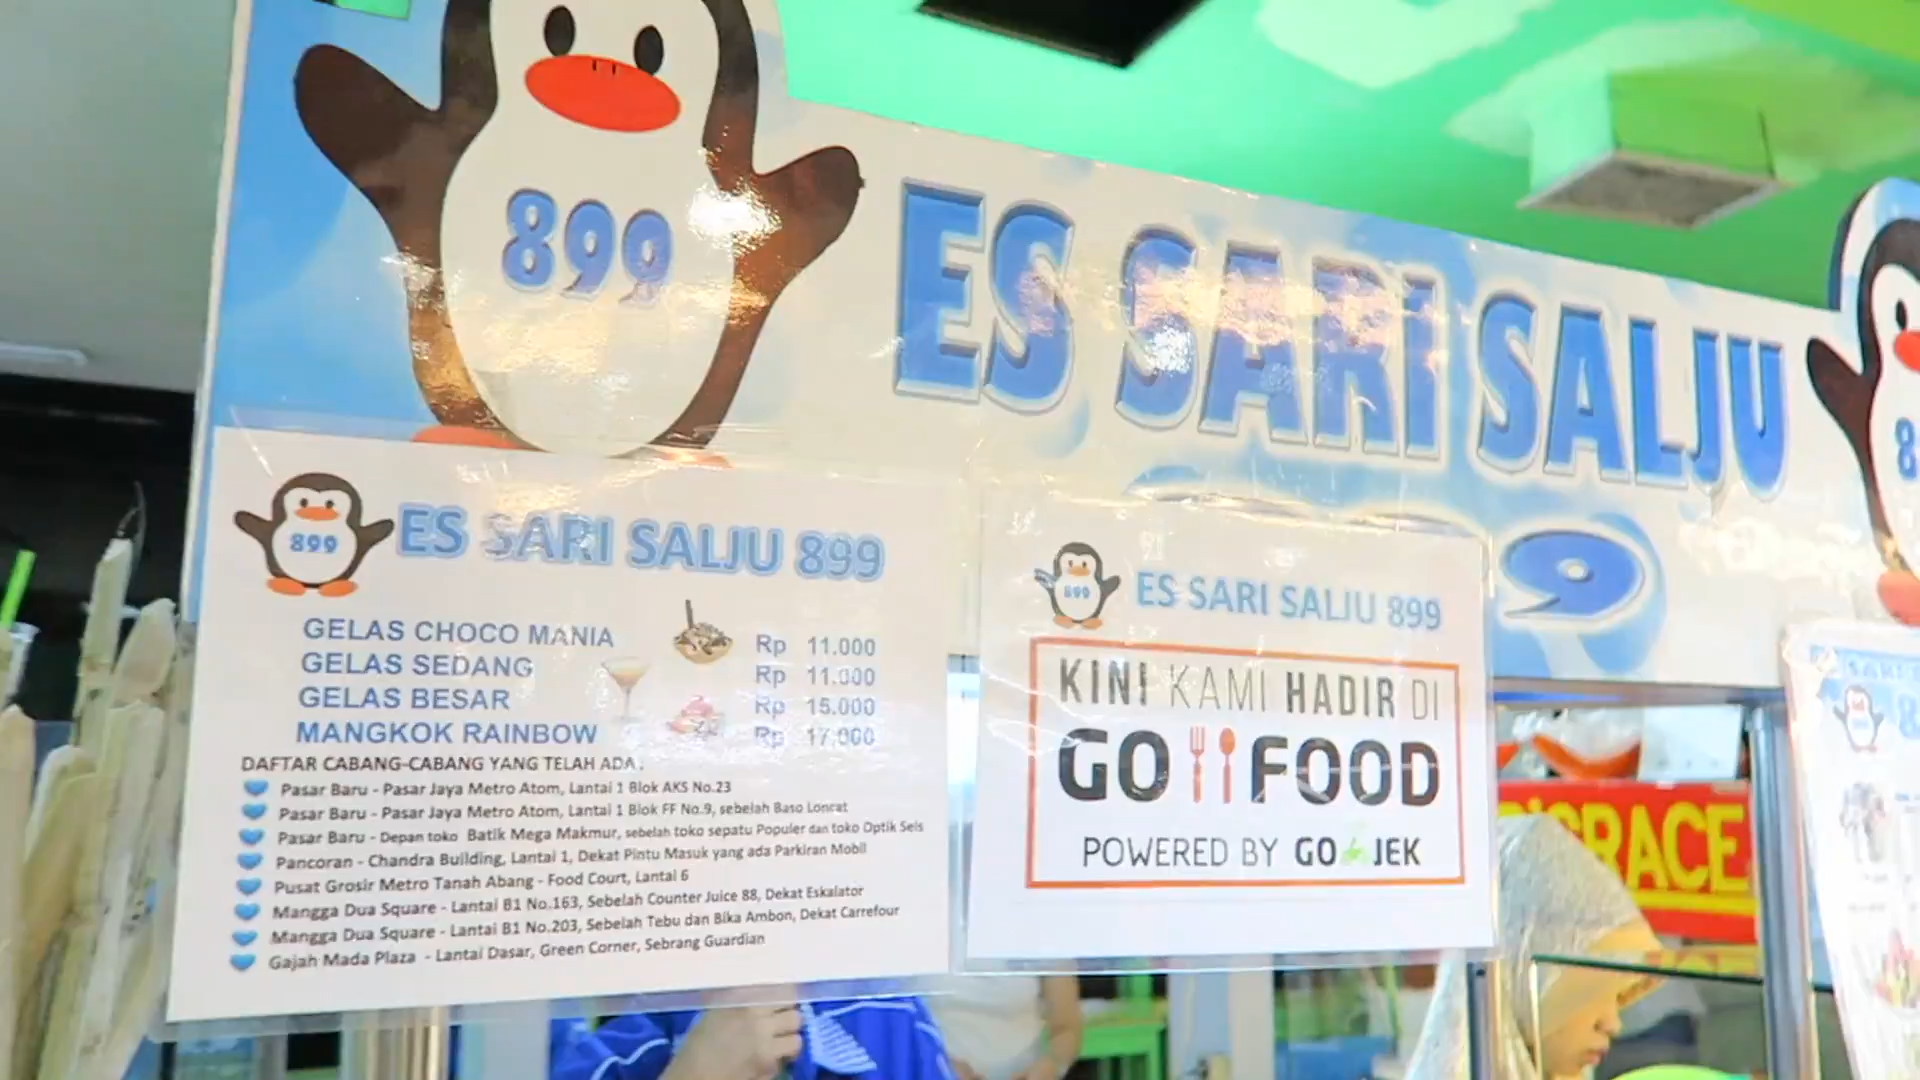 899
ES SARI SALJU
9
899
ES SARI SALJU 899
GELAS CHOCO MANIA Rp 11.000
GELAS SEDANG Rp 11.000
GELAS BESAR Rp 15.000
MANGKOK RAINBOW Rp 17.000
DAFTAR CABANG-CABANG YANG TELAH ADA:
Pasar Baru - Pasar Jaya Metro Atom, Lantai 1 Blok AKS No.23
Pasar Baru - Pasar Jaya Metro Atom, Lantai 1 Blok FF No.9, sebelah Baso Loncat
Pasar Baru - Depan toko Batik Mega Makmur, sebelah toko sepatu Populer dan toko Optik Seis
Pancoran - Chandra Building, Lantai 1, Dekat Pintu Masuk yang ada Parkiran Mobil
Pusat Grosir Metro Tanah Abang - Food Court, Lantai 6
Mangga Dua Square - Lantai B1 No.163, Sebelah Counter Juice 88, Dekat Eskalator
Mangga Dua Square - Lantai B1 No.203, Sebelah Tebu dan Bika Ambon, Dekat Carrefour
Gajah Mada Plaza - Lantai Dasar, Green Corner, Sebrang Guardian
899
ES SARI SALJU 899
KINI KAMI HADIR DI
GO FOOD
POWERED BY GO JEK
8
D'GRACE